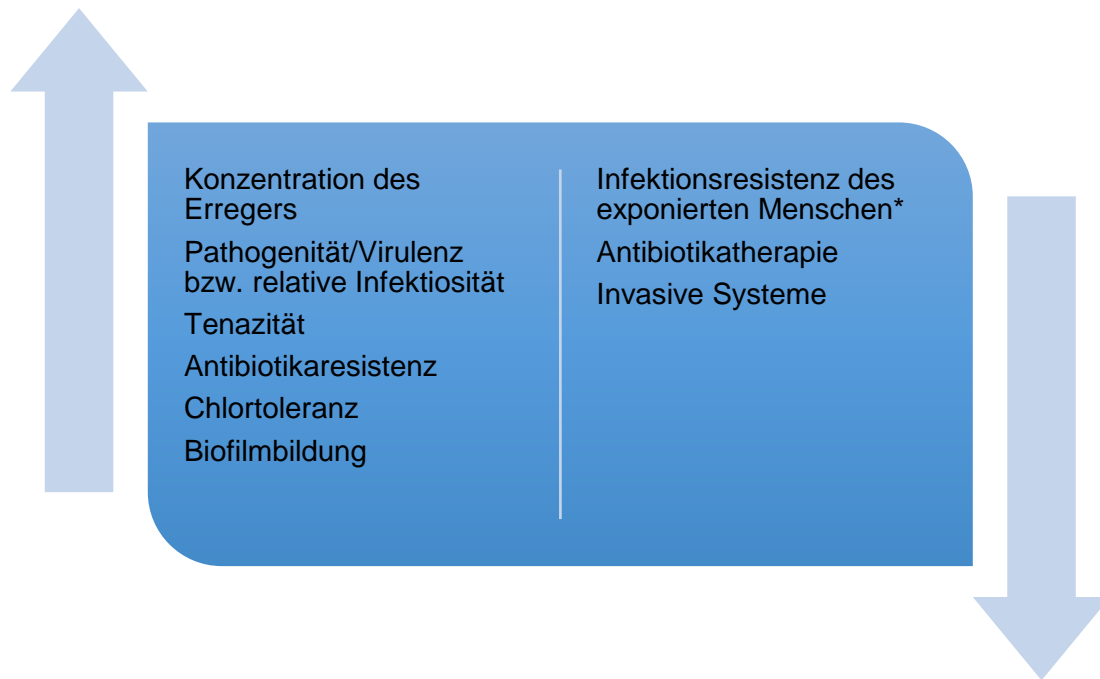 Konzentration des
Erregers
Pathogenität/Virulenz
bzw. relative Infektiosität
Tenazität
Antibiotikaresistenz
Chlortoleranz
Biofilmbildung
Infektionsresistenz des
exponierten Menschen*
Antibiotikatherapie
Invasive Systeme